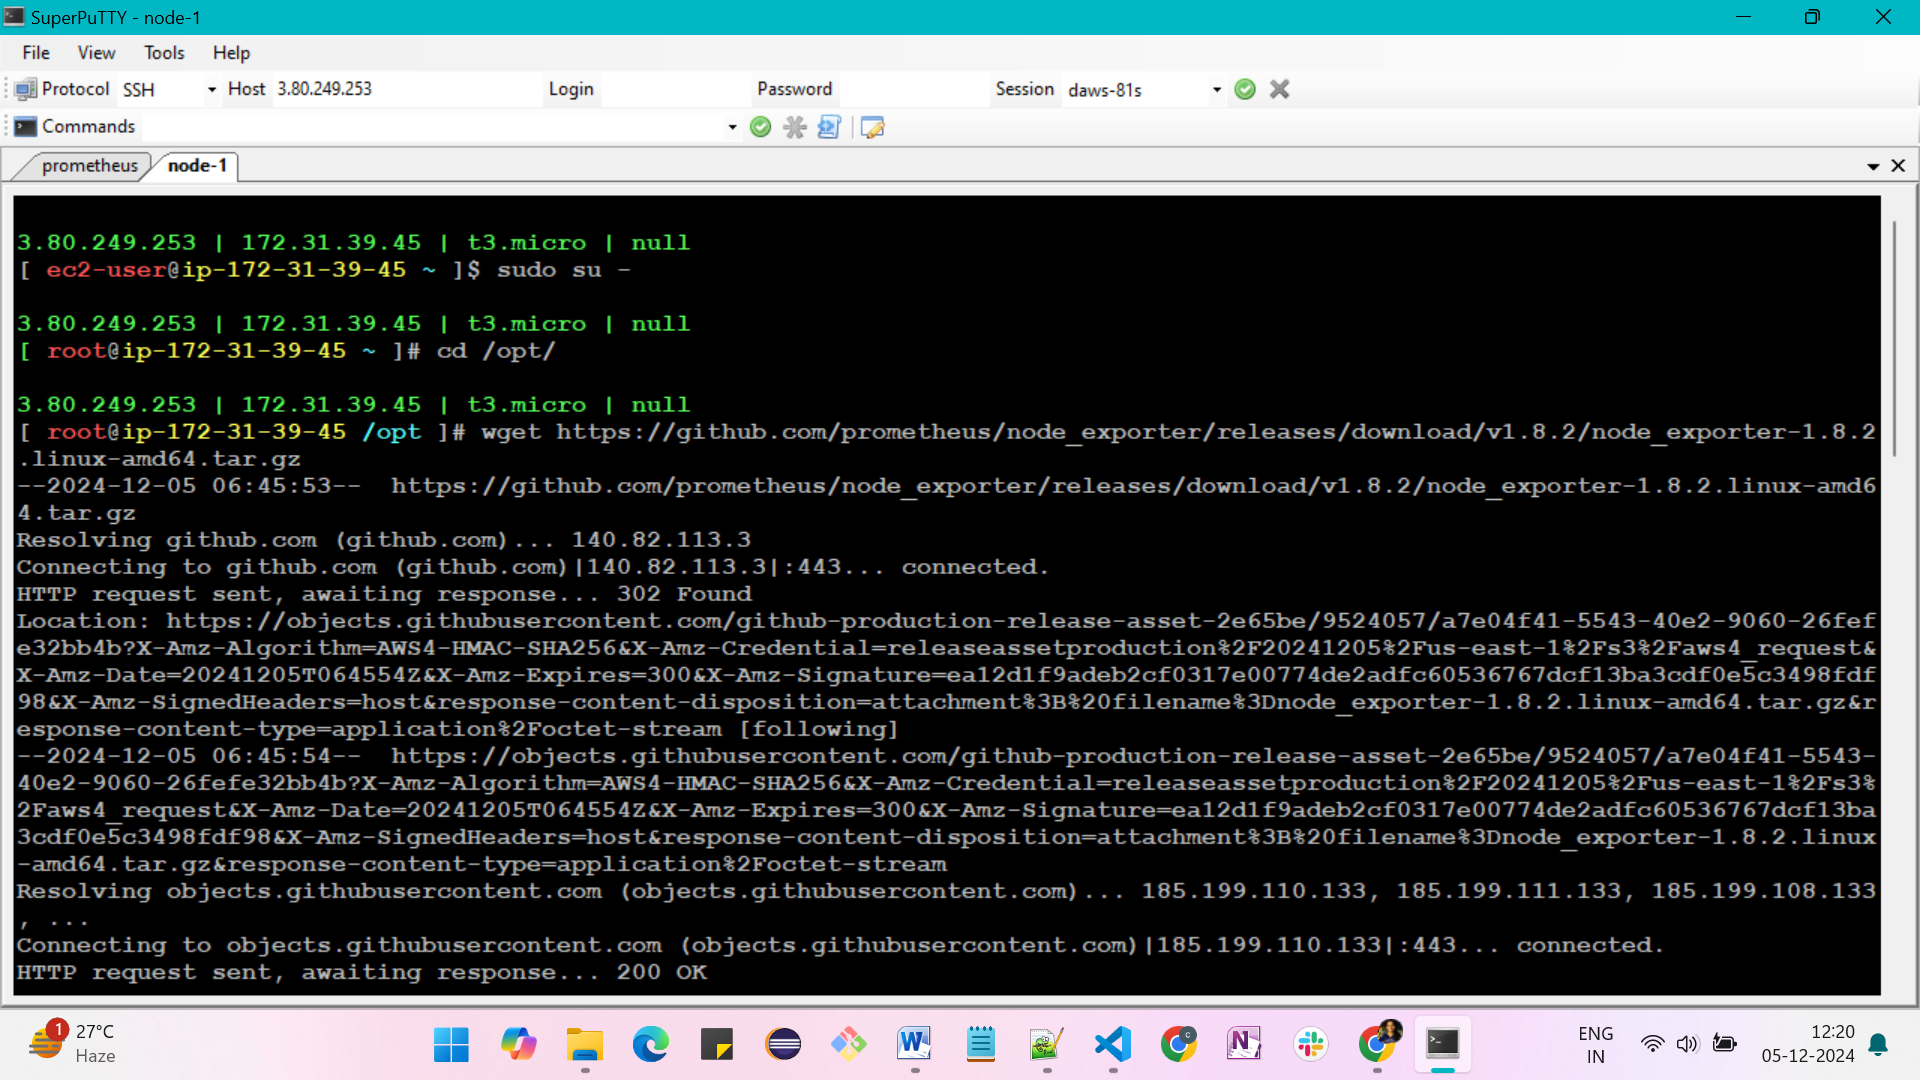 SuperPuTTY - node-1
File View Tools Help
Protocol SSH Host 3.80.249.253 Login Password Session daws-81s
Commands
prometheus node-1
3.80.249.253 | 172.31.39.45 | t3.micro | null
[ ec2-user@ip-172-31-39-45 ~ ]$ sudo su -
3.80.249.253 | 172.31.39.45 | t3.micro | null
[ root@ip-172-31-39-45 ~ ]# cd /opt/
3.80.249.253 | 172.31.39.45 | t3.micro | null
[ root@ip-172-31-39-45 /opt ]# wget https://github.com/prometheus/node_exporter/releases/download/v1.8.2/node_exporter-1.8.2
.linux-amd64.tar.gz
--2024-12-05 06:45:53--  https://github.com/prometheus/node_exporter/releases/download/v1.8.2/node_exporter-1.8.2.linux-amd6
4.tar.gz
Resolving github.com (github.com)... 140.82.113.3
Connecting to github.com (github.com)|140.82.113.3|:443... connected.
HTTP request sent, awaiting response... 302 Found
Location: https://objects.githubusercontent.com/github-production-release-asset-2e65be/9524057/a7e04f41-5543-40e2-9060-26fef
e32bb4b?X-Amz-Algorithm=AWS4-HMAC-SHA256&X-Amz-Credential=releaseassetproduction%2F20241205%2Fus-east-1%2Fs3%2Faws4_request&
X-Amz-Date=20241205T064554Z&X-Amz-Expires=300&X-Amz-Signature=ea12d1f9adeb2cf0317e00774de2adfc60536767dcf13ba3cdf0e5c3498fdf
98&X-Amz-SignedHeaders=host&response-content-disposition=attachment%3B%20filename%3Dnode_exporter-1.8.2.linux-amd64.tar.gz&r
esponse-content-type=application%2Foctet-stream [following]
--2024-12-05 06:45:54--  https://objects.githubusercontent.com/github-production-release-asset-2e65be/9524057/a7e04f41-5543-
40e2-9060-26fefe32bb4b?X-Amz-Algorithm=AWS4-HMAC-SHA256&X-Amz-Credential=releaseassetproduction%2F20241205%2Fus-east-1%2Fs3%
2Faws4_request&X-Amz-Date=20241205T064554Z&X-Amz-Expires=300&X-Amz-Signature=ea12d1f9adeb2cf0317e00774de2adfc60536767dcf13ba
3cdf0e5c3498fdf98&X-Amz-SignedHeaders=host&response-content-disposition=attachment%3B%20filename%3Dnode_exporter-1.8.2.linux
-amd64.tar.gz&response-content-type=application%2Foctet-stream
Resolving objects.githubusercontent.com (objects.githubusercontent.com)... 185.199.110.133, 185.199.111.133, 185.199.108.133
, ...
Connecting to objects.githubusercontent.com (objects.githubusercontent.com)|185.199.110.133|:443... connected.
HTTP request sent, awaiting response... 200 OK
1 27°C ENG 12:20
Haze IN 05-12-2024